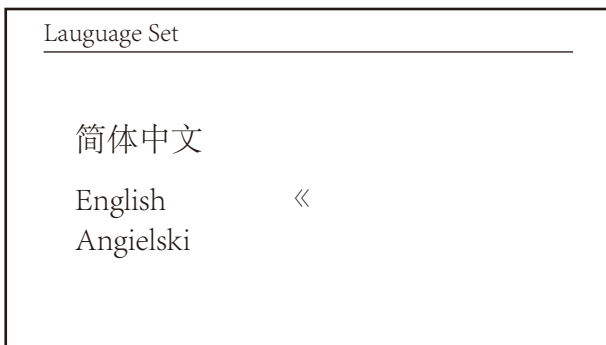 Lauguage Set
简体中文
English 《
Angielski